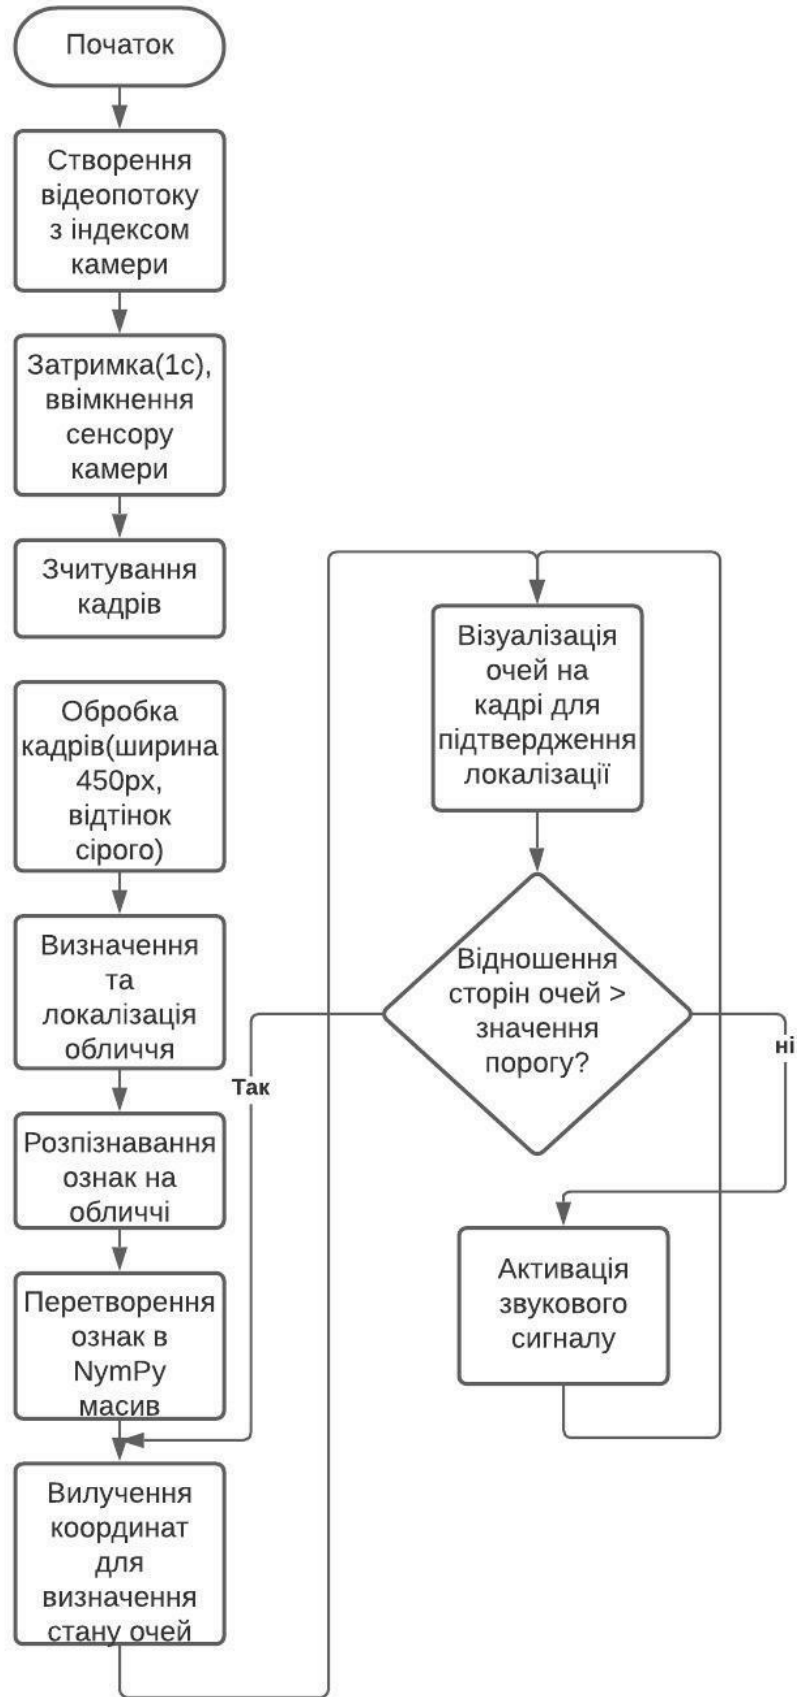 Початок
Створення
відеопотоку
з індексом
камери
Затримка(1с),
ввімкнення
сенсору
камери
Зчитування
кадрів
Обробка
кадрів(ширина
450px,
відтінок
сірого)
Визначення
та
локалізація
обличчя
Розпізнавання
ознак на
обличчі
Перетворення
ознак в
NymPy
масив
Вилучення
координат
для
визначення
стану очей
Візуалізація
очей на
кадрі для
підтвердження
локалізації
Відношення
сторін очей >
значення
порогу?
Так
ні
Активація
звукового
сигналу